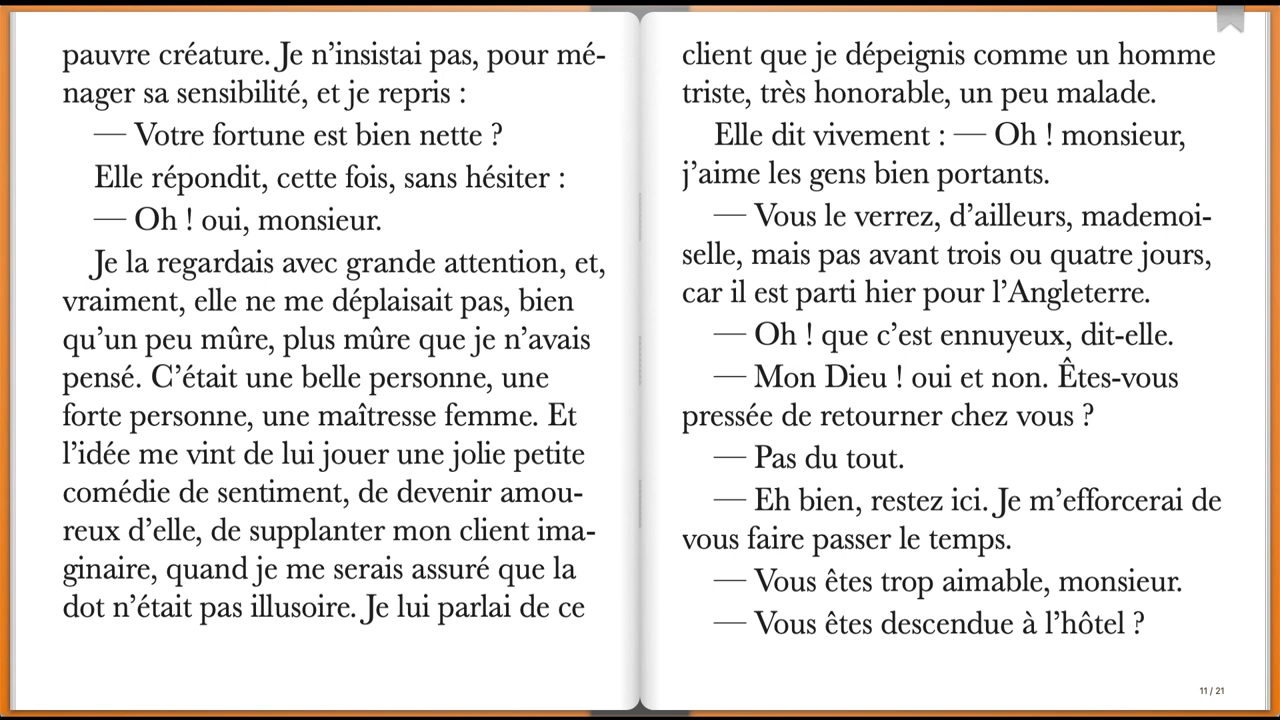 pauvre créature. Je n’insistai pas, pour mé-
nager sa sensibilité, et je repris :
— Votre fortune est bien nette ?
Elle répondit, cette fois, sans hésiter :
— Oh ! oui, monsieur.
Je la regardais avec grande attention, et,
vraiment, elle ne me déplaisait pas, bien
qu’un peu mûre, plus mûre que je n’avais
pensé. C’était une belle personne, une
forte personne, une maîtresse femme. Et
l’idée me vint de lui jouer une jolie petite
comédie de sentiment, de devenir amou-
reux d’elle, de supplanter mon client ima-
ginaire, quand je me serais assuré que la
dot n’était pas illusoire. Je lui parlai de ce
client que je dépeignis comme un homme
triste, très honorable, un peu malade.
Elle dit vivement : — Oh ! monsieur,
j’aime les gens bien portants.
— Vous le verrez, d’ailleurs, mademoi-
selle, mais pas avant trois ou quatre jours,
car il est parti hier pour l’Angleterre.
— Oh ! que c’est ennuyeux, dit-elle.
— Mon Dieu ! oui et non. Êtes-vous
pressée de retourner chez vous ?
— Pas du tout.
— Eh bien, restez ici. Je m’efforcerai de
vous faire passer le temps.
— Vous êtes trop aimable, monsieur.
— Vous êtes descendue à l’hôtel ?
11 / 21